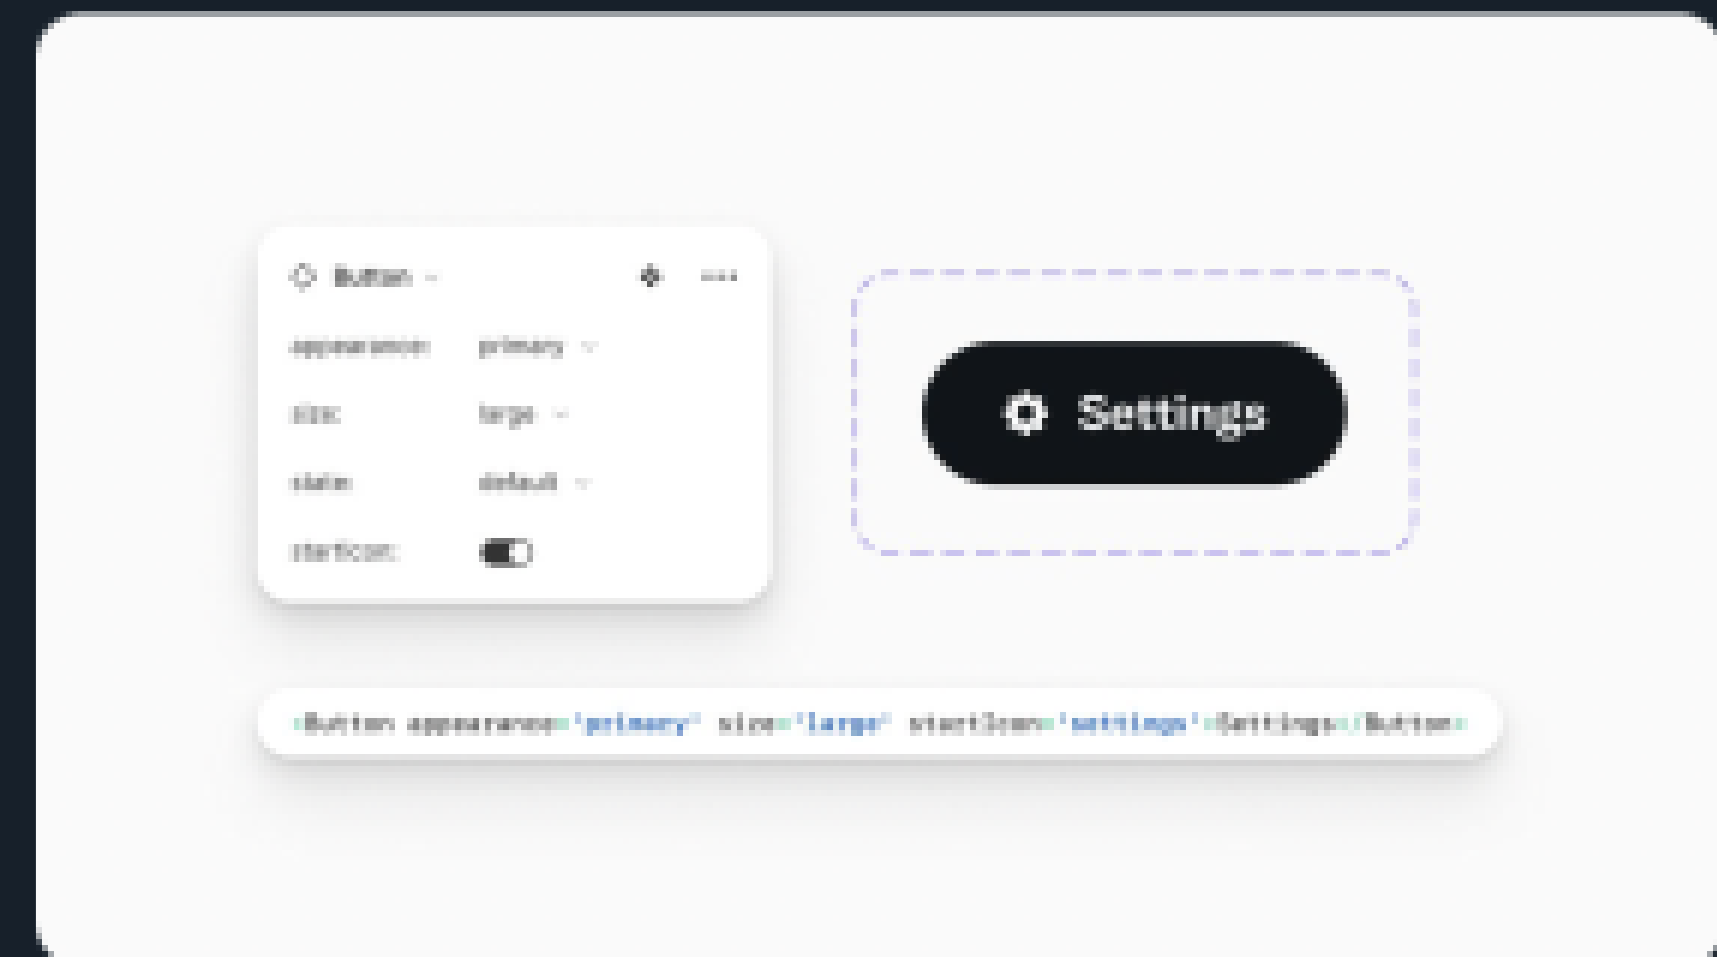 Button
appearance: primary
size: large
state: default
startIcon:
Settings
<Button appearance='primary' size='large' startIcon='settings'>Settings</Button>